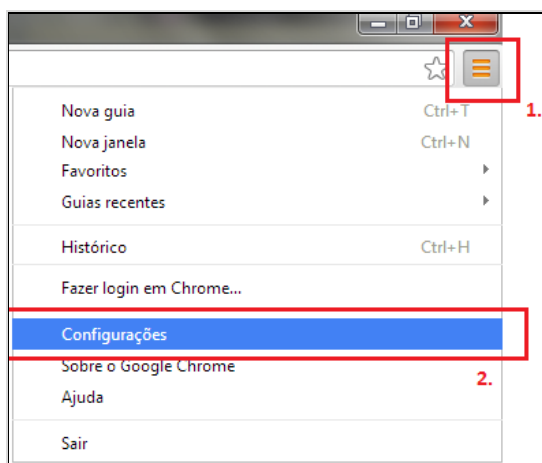 1.
Nova guia Ctrl+T
Nova janela Ctrl+N
Favoritos
Guias recentes
Histórico Ctrl+H
Fazer login em Chrome...
Configurações
Sobre o Google Chrome
2.
Ajuda
Sair